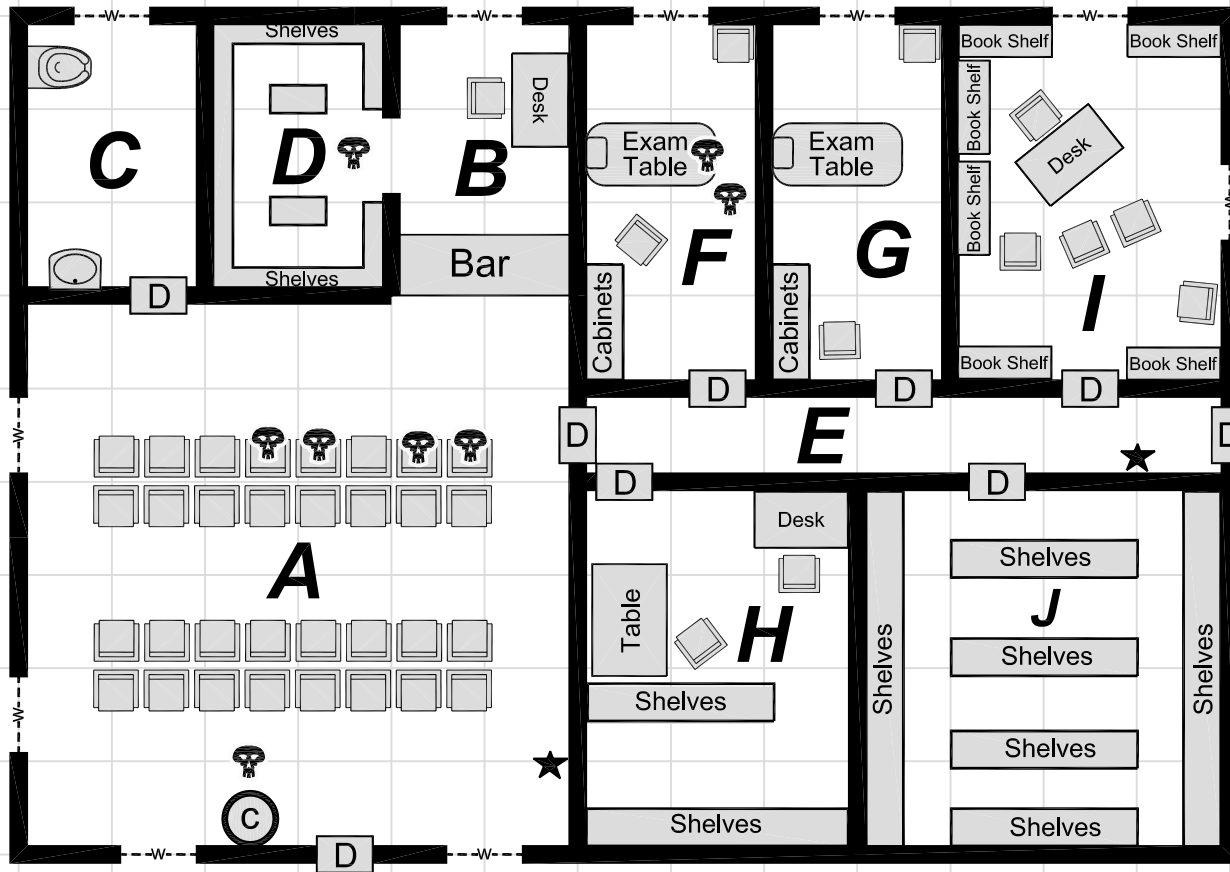 W
W
W
W
W
Shelves
Book Shelf
Book Shelf
C
D
B
Desk
Exam
Table
Exam
Table
Book Shelf
Desk
Book Shelf
W
F
G
I
Bar
Shelves
D
Cabinets
Cabinets
Book Shelf
Book Shelf
D
D
D
W
D
E
D
D
D
A
Desk
Table
H
Shelves
Shelves
Shelves
J
Shelves
Shelves
Shelves
W
Shelves
Shelves
Shelves
C
W
D
W